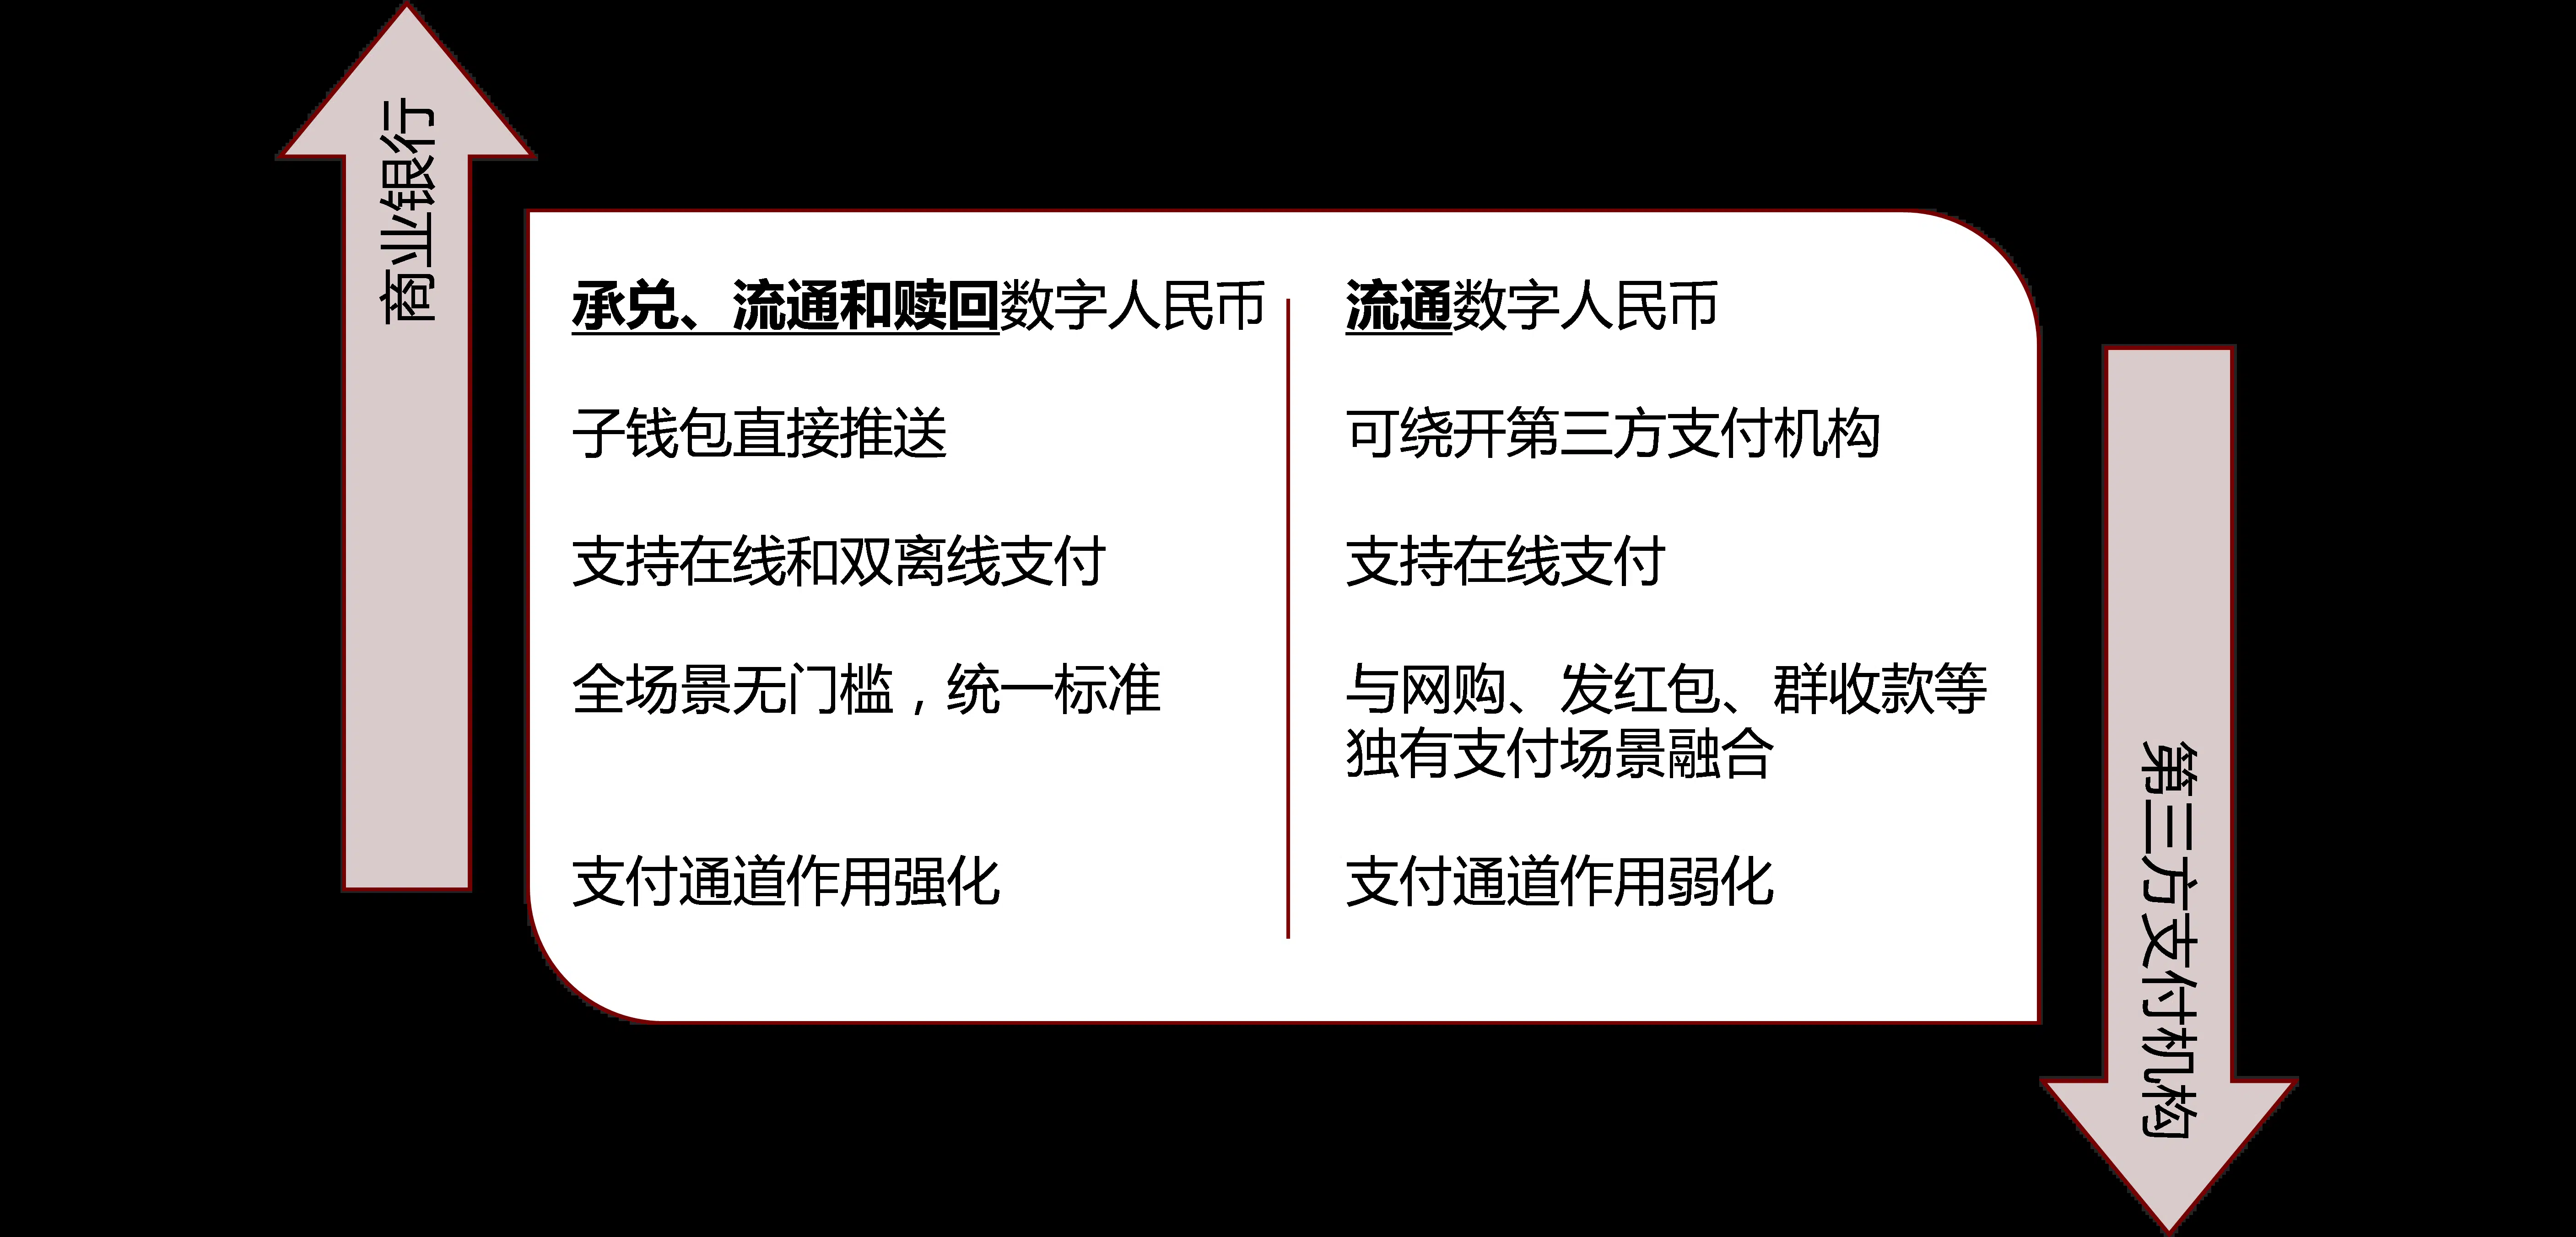 商业银行
承兑、流通和赎回数字人民币
子钱包直接推送
支持在线和双离线支付
全场景无门槛，统一标准
支付通道作用强化
流通数字人民币
可绕开第三方支付机构
支持在线支付
与网购、发红包、群收款等
独有支付场景融合
支付通道作用弱化
第三方支付机构